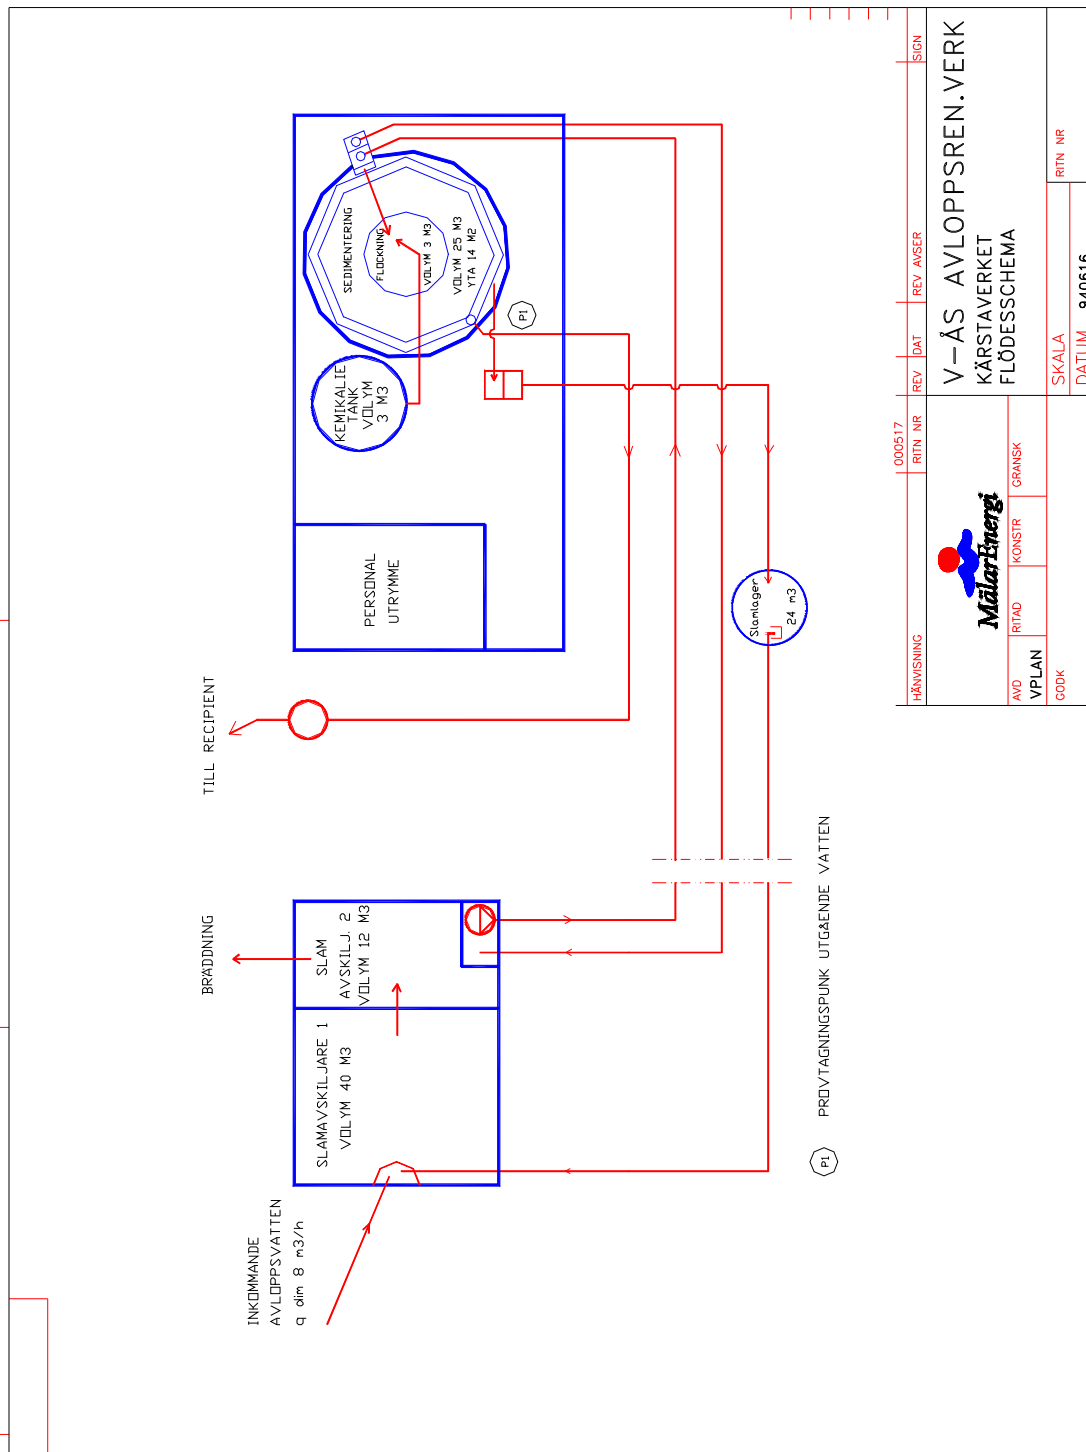 TILL RECIPIENT
BRÄDDNING
INKOMMANDE
AVLOPPSVATTEN
q dim 8 m3/h
SLAMAVSKILJARE 1
VOLYM 40 M3
SLAM
AVSKILJ. 2
VOLYM 12 M3
PERSONAL
UTRYMME
KEMIKALIE
TANK
VOLYM
3 M3
SEDIMENTERING
FLOCKNING
VOLYM 3 M3
VOLYM 25 M3
YTA 14 M2
P1
Slamlager
24 m3
P1
PROVTAGNINGSPUNK UTGÅENDE VATTEN
000517
HÄNVISNING
RITN NR
REV
DAT
REV AVSER
SIGN
MälarEnergi
V-ÅS AVLOPPSREN.VERK
KÄRSTAVERKET
FLÖDESSCHEMA
AVD
VPLAN
RITAD
KONSTR
GRANSK
GODK
SKALA
DATUM 940616
RITN NR